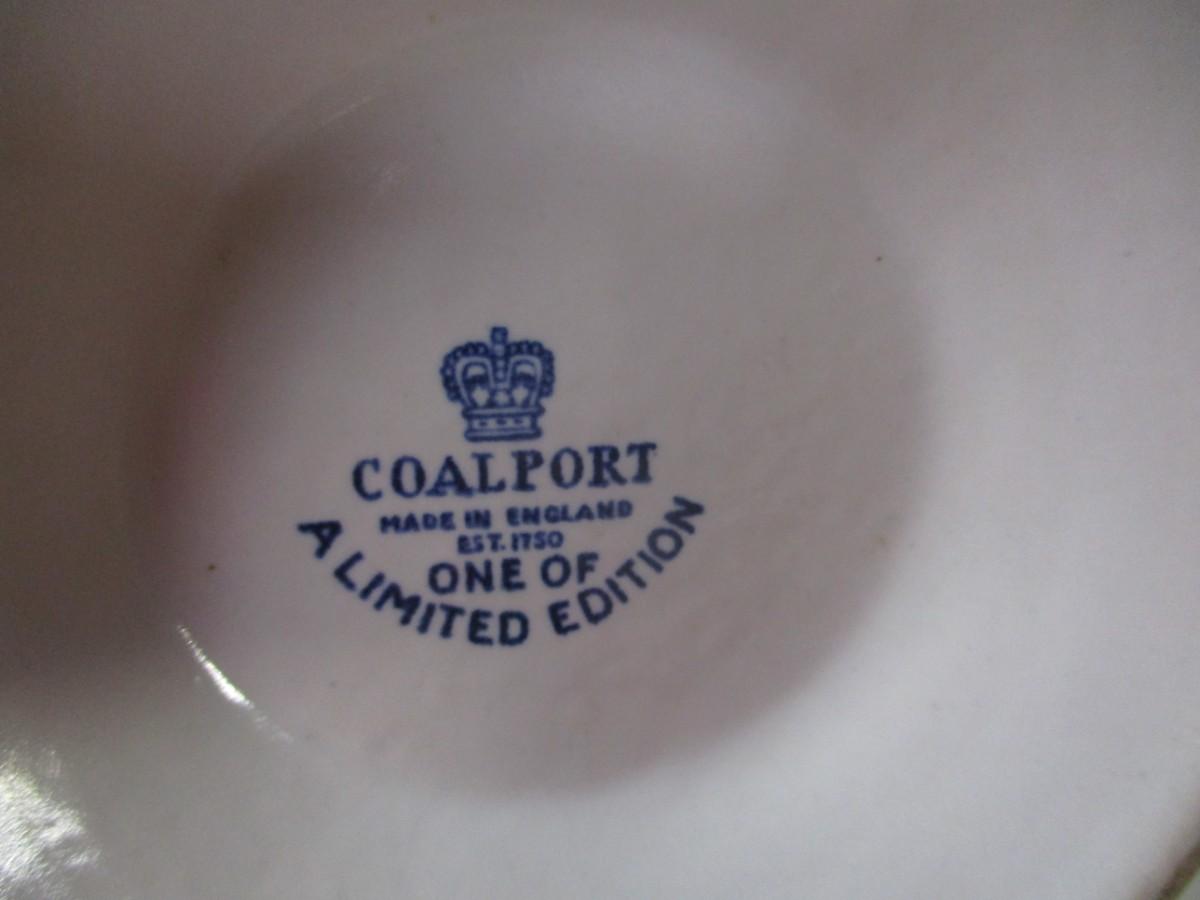 COALPORT
MADE IN ENGLAND
EST. 1750
ONE OF
A LIMITED EDITION